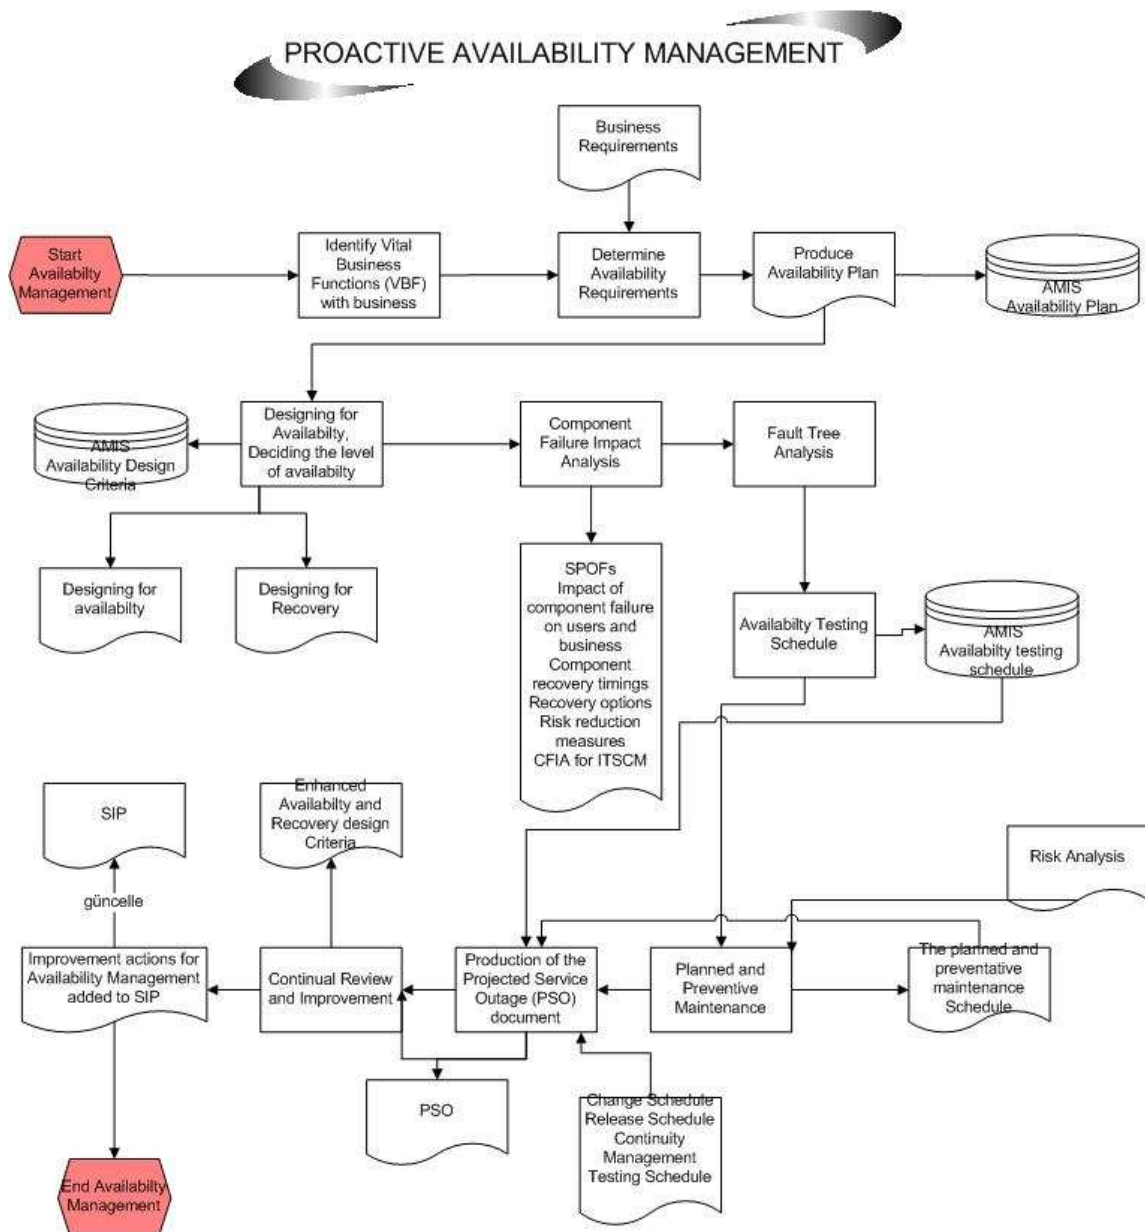 PROACTIVE AVAILABILITY MANAGEMENT
Business
Requirements
Start
Availabilty
Management
Identify Vital
Business
Functions (VBF)
with business
Determine
Availability
Requirements
Produce
Availability Plan
AMIS
Availability Plan
AMIS
Availability Design
Criteria
Designing for
Availabilty,
Deciding the level
of availabilty
Component
Failure Impact
Analysis
Fault Tree
Analysis
Designing for
availabilty
Designing for
Recovery
SPOFs
Impact of
component failure
on users and
business
Component
recovery timings
Recovery options
Risk reduction
measures
CFIA for ITSCM
Availabilty Testing
Schedule
AMIS
Availabilty testing
schedule
SIP
Enhanced
Availabilty and
Recovery design
Criteria
Risk Analysis
güncelle
Improvement actions for
Availability Management
added to SIP
Continual Review
and Improvement
Production of the
Projected Service
Outage (PSO)
document
Planned and
Preventive
Maintenance
The planned and
preventative
maintenance
Schedule
PSO
Change Schedule
Release Schedule
Continuity
Management
Testing Schedule
End Availabilty
Management